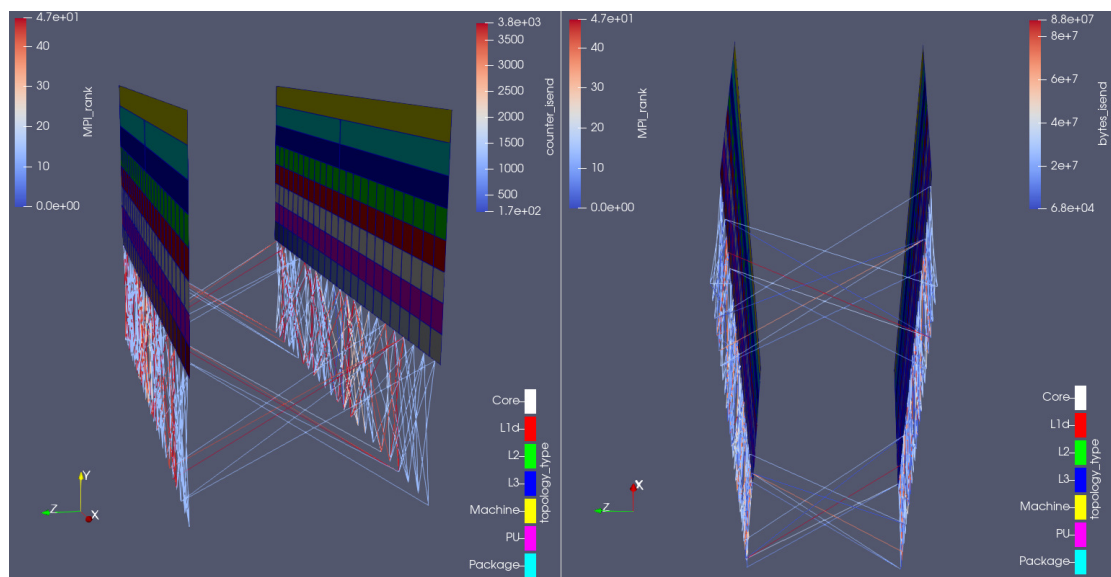 4.7e+01
40
30
20
10
0.0e+00
MPI_rank
3.8e+03
3500
3000
2500
2000
1500
1000
500
1.7e+02
counter_isend
Core
L1d
L2
L3
Machine
PU
Package
topology_type
Y
Z
X
4.7e+01
40
30
20
10
0.0e+00
MPI_rank
8.8e+07
8e+7
6e+7
4e+7
2e+7
6.8e+04
bytes_isend
Core
L1d
L2
L3
Machine
PU
Package
topology_type
X
Z